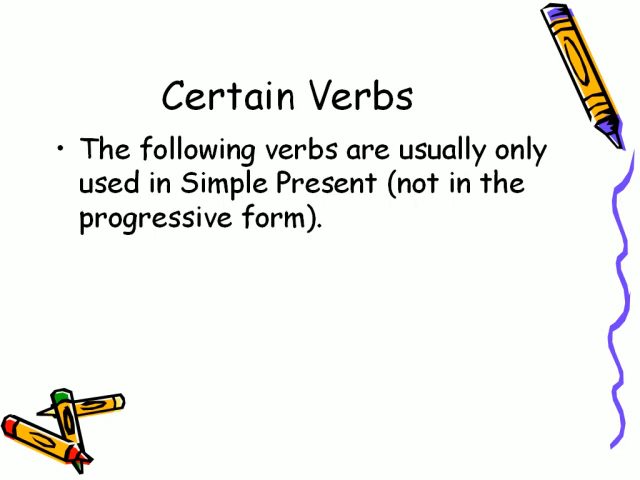 Certain Verbs
• The following verbs are usually only
used in Simple Present (not in the
progressive form).